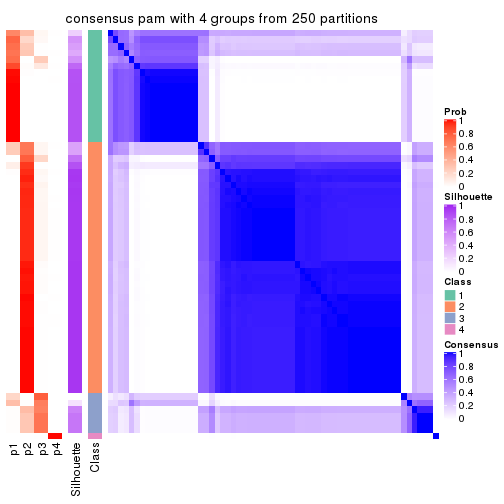 consensus pam with 4 groups from 250 partitions
Prob
1
0.8
0.6
0.4
0.2
0
Silhouette
1
0.8
0.6
0.4
0.2
0
Class
1
2
3
4
Consensus
1
0.8
0.6
0.4
0.2
0
p1
p2
p3
p4
Silhouette
Class